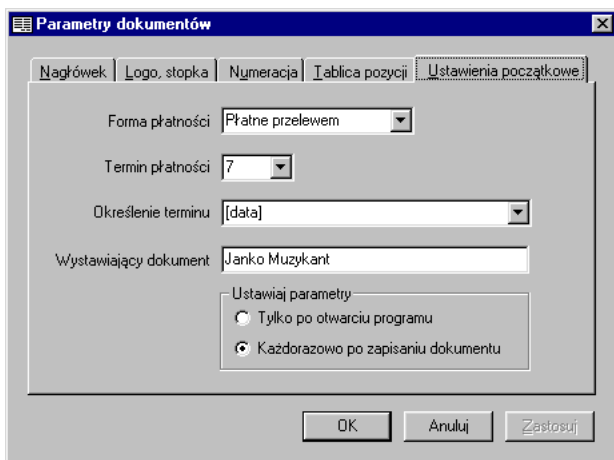 Parametry dokumentów
Nagłówek Logo, stopka Numeracja Tablica pozycji Ustawienia początkowe
Forma płatności Płatne przelewem
Termin płatności 7
Określenie terminu [data]
Wystawiający dokument Janko Muzykant
Ustawiaj parametry
Tylko po otwarciu programu
Każdorazowo po zapisaniu dokumentu
OK Anuluj Zastosuj